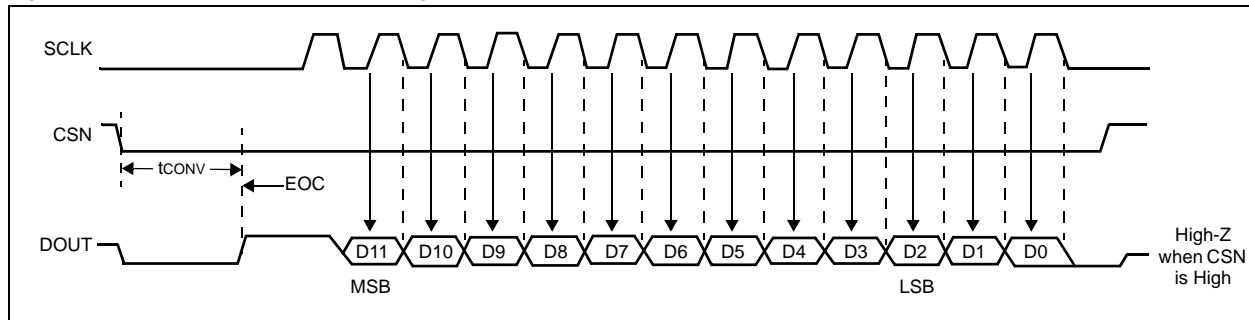 SCLK
CSN
tCONV
EOC
DOUT
D11 D10 D9 D8 D7 D6 D5 D4 D3 D2 D1 D0
MSB
LSB
High-Z
when CSN
is High